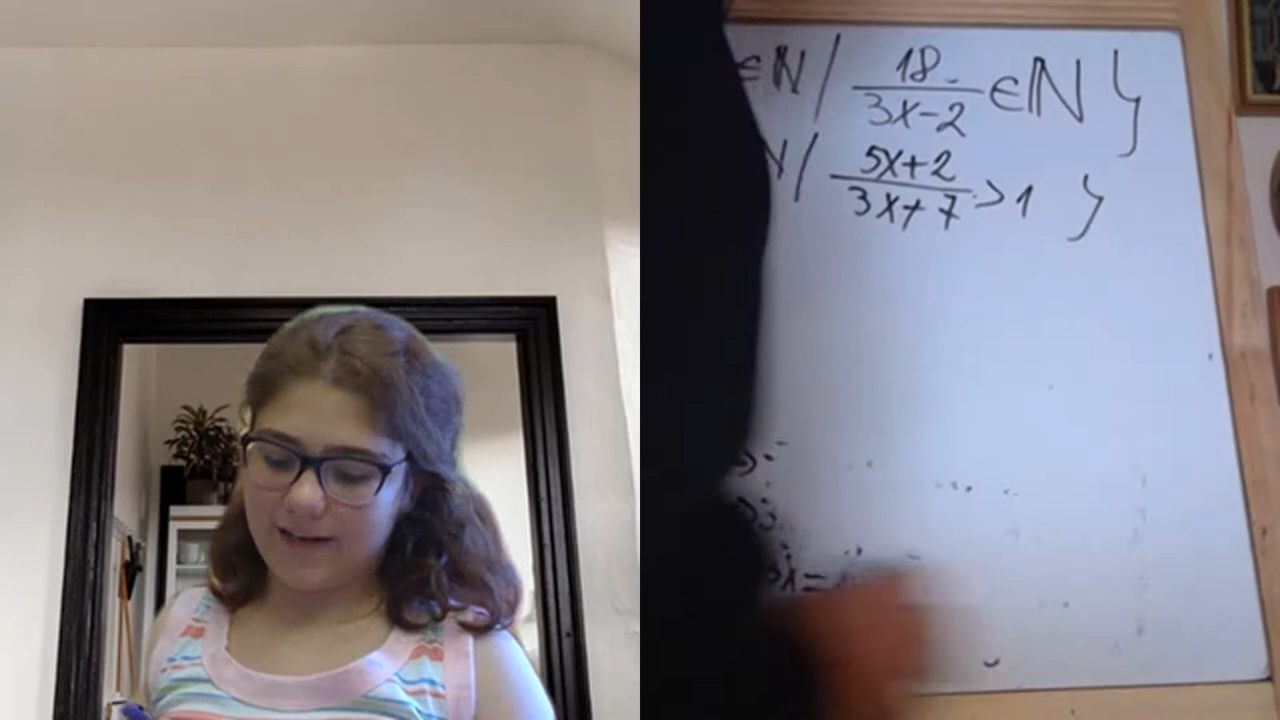 ∈ℕ / 18/(3x-2) ∈ℕ }
ℕ / (5x+2)/(3x+7) > 1 }